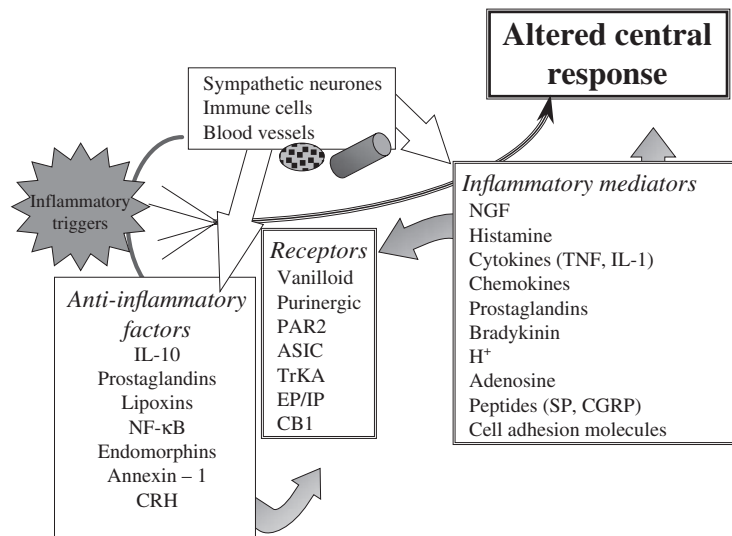 Altered central
response
Sympathetic neurones
Immune cells
Blood vessels
Inflammatory
triggers
Inflammatory mediators
NGF
Histamine
Cytokines (TNF, IL-1)
Chemokines
Prostaglandins
Bradykinin
H⁺
Adenosine
Peptides (SP, CGRP)
Cell adhesion molecules
Receptors
Vanilloid
Purinergic
PAR2
ASIC
TrKA
EP/IP
CB1
Anti-inflammatory
factors
IL-10
Prostaglandins
Lipoxins
NF-κB
Endomorphins
Annexin – 1
CRH